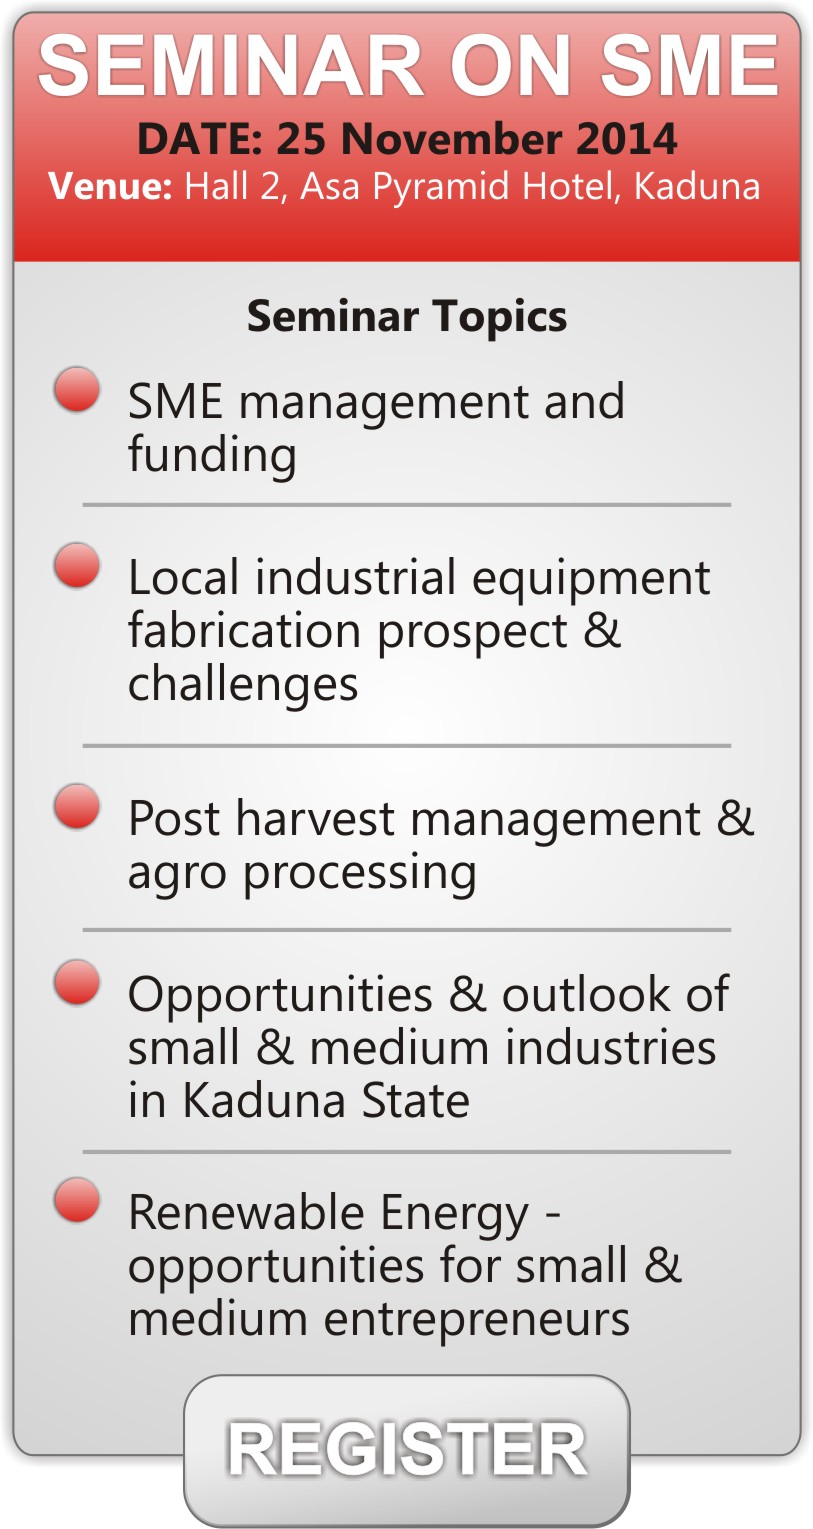 SEMINAR ON SME
DATE: 25 November 2014
Venue: Hall 2, Asa Pyramid Hotel, Kaduna
Seminar Topics
SME management and
funding
Local industrial equipment
fabrication prospect &
challenges
Post harvest management &
agro processing
Opportunities & outlook of
small & medium industries
in Kaduna State
Renewable Energy -
opportunities for small &
medium entrepreneurs
REGISTER